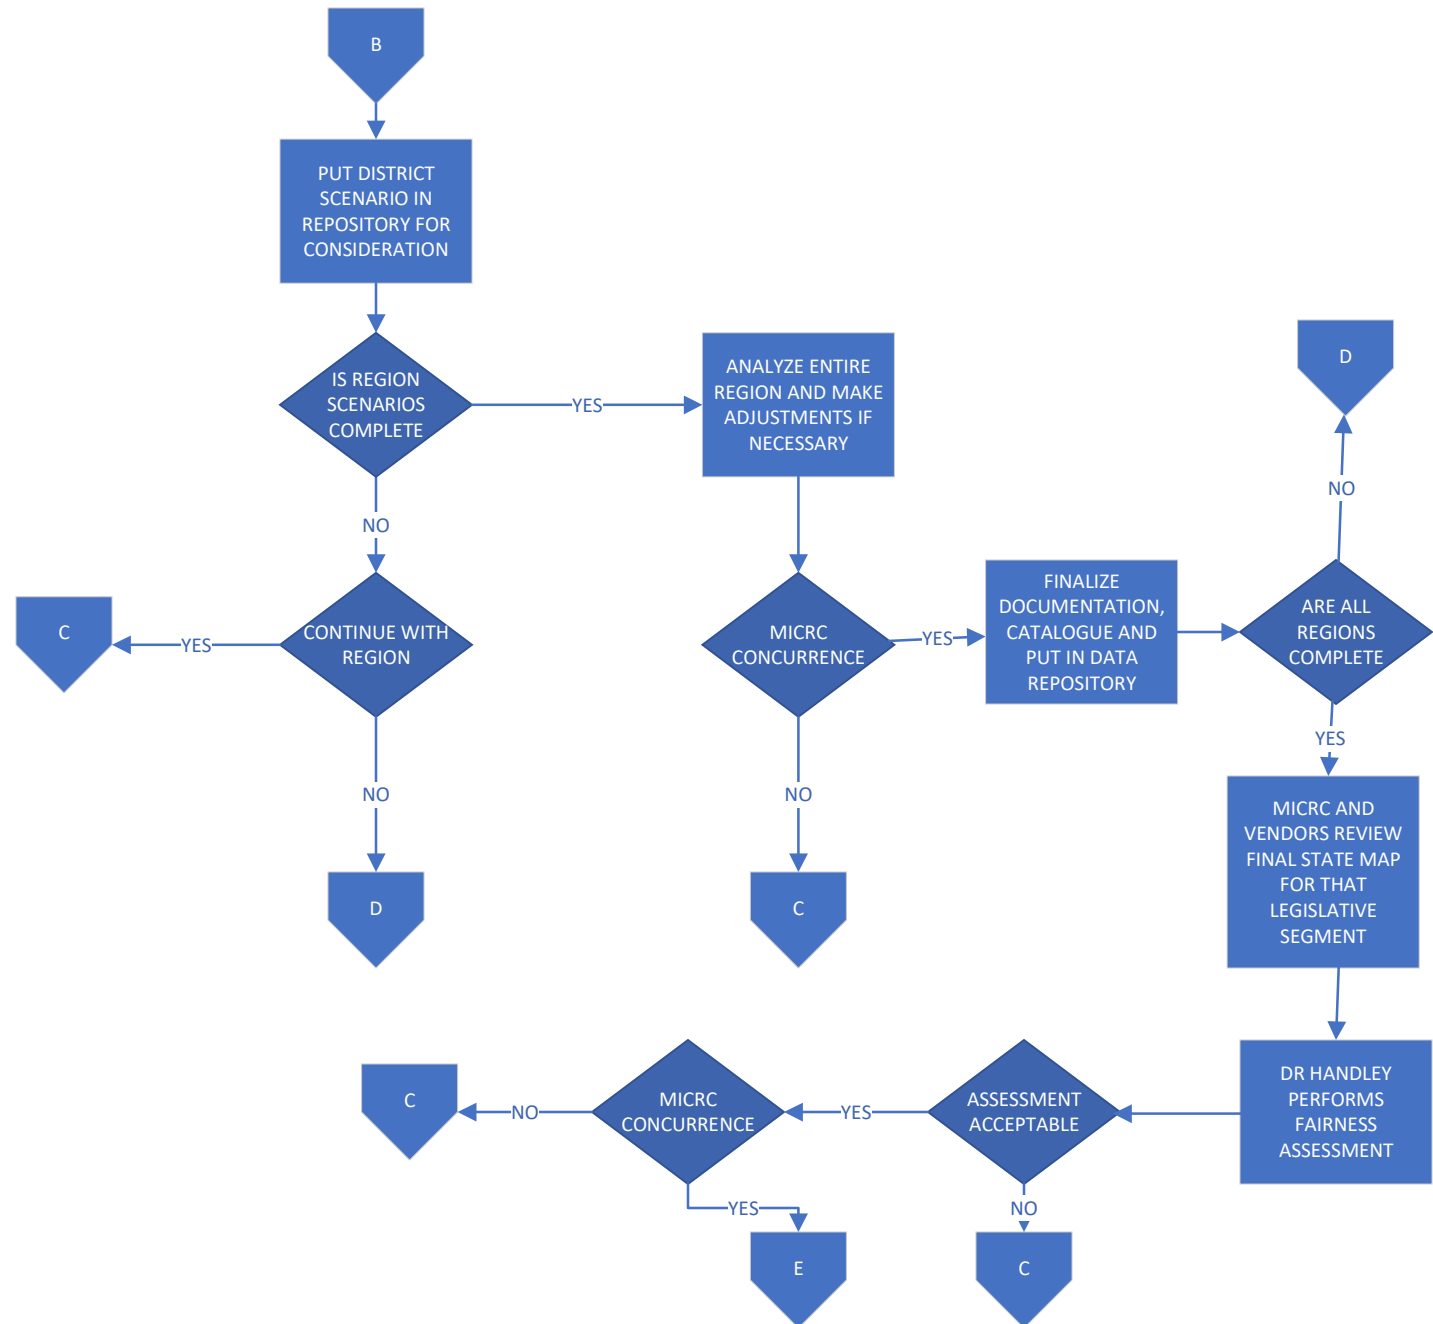 B
PUT DISTRICT
SCENARIO IN
REPOSITORY FOR
CONSIDERATION
IS REGION
SCENARIOS
COMPLETE
YES
ANALYZE ENTIRE
REGION AND MAKE
ADJUSTMENTS IF
NECESSARY
D
NO
NO
CONTINUE WITH
REGION
YES
C
NO
D
MICRC
CONCURRENCE
YES
FINALIZE
DOCUMENTATION,
CATALOGUE AND
PUT IN DATA
REPOSITORY
ARE ALL
REGIONS
COMPLETE
NO
C
YES
MICRC AND
VENDORS REVIEW
FINAL STATE MAP
FOR THAT
LEGISLATIVE
SEGMENT
DR HANDLEY
PERFORMS
FAIRNESS
ASSESSMENT
ASSESSMENT
ACCEPTABLE
YES
MICRC
CONCURRENCE
NO
C
YES
E
NO
C